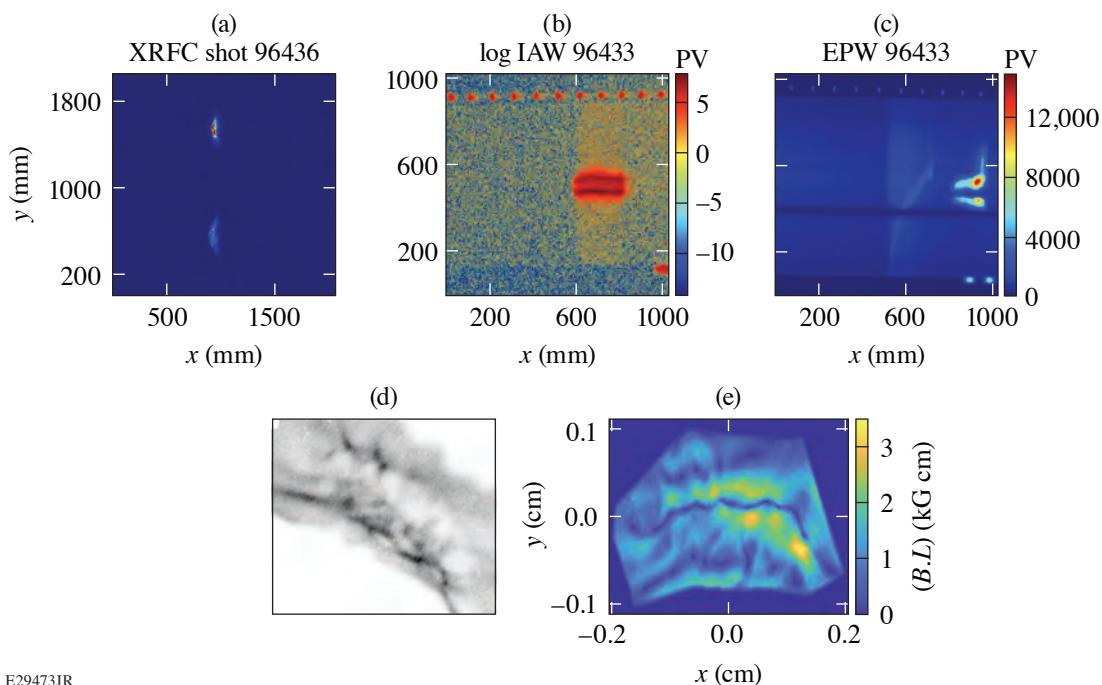 (a)
XRFC shot 96436
1800
1000
200
y (mm)
500 1500
x (mm)
(b)
log IAW 96433
PV
1000
600
200
5
0
−5
−10
200 600 1000
x (mm)
(c)
EPW 96433
PV
12,000
8000
4000
0
200 600 1000
x (mm)
(d)
(e)
0.1
0.0
−0.1
y (cm)
−0.2 0.0 0.2
x (cm)
3
2
1
0
(B.L) (kG cm)
E29473JR